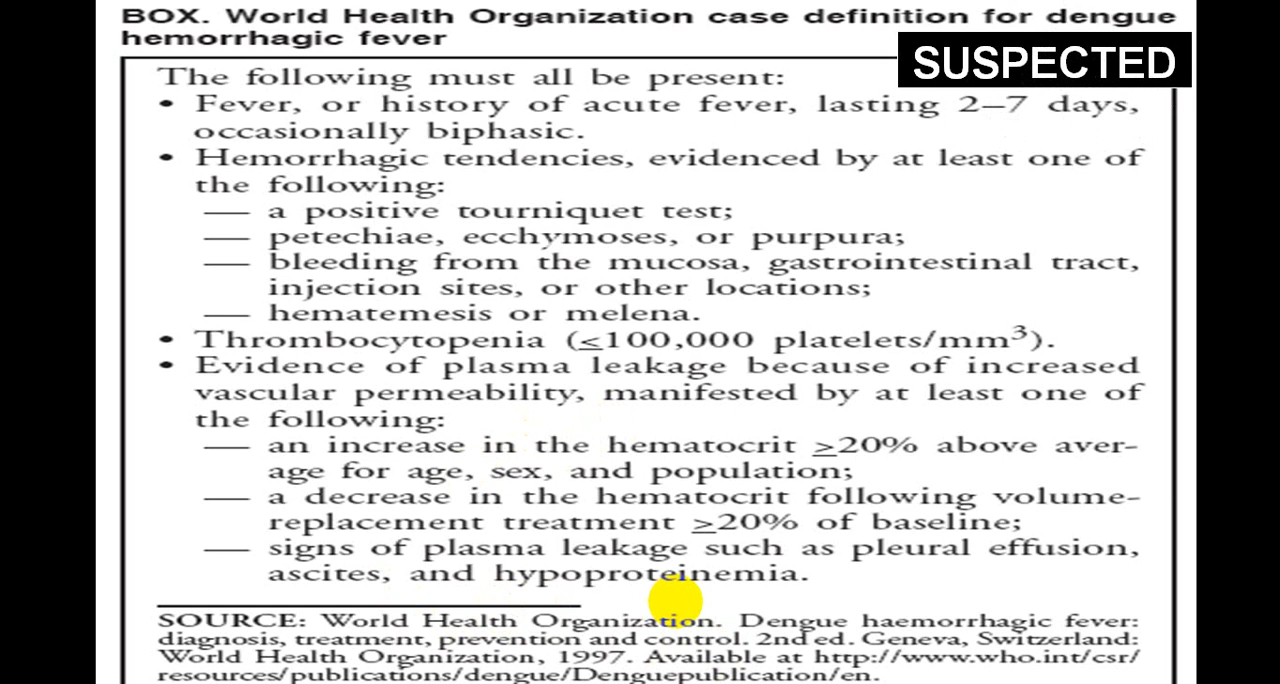 BOX. World Health Organization case definition for dengue
hemorrhagic fever
SUSPECTED
The following must all be present:
• Fever, or history of acute fever, lasting 2–7 days,
occasionally biphasic.
• Hemorrhagic tendencies, evidenced by at least one of
the following:
— a positive tourniquet test;
— petechiae, ecchymoses, or purpura;
— bleeding from the mucosa, gastrointestinal tract,
injection sites, or other locations;
— hematemesis or melena.
• Thrombocytopenia (≤100,000 platelets/mm³).
• Evidence of plasma leakage because of increased
vascular permeability, manifested by at least one of
the following:
— an increase in the hematocrit ≥20% above aver-
age for age, sex, and population;
— a decrease in the hematocrit following volume-
replacement treatment ≥20% of baseline;
— signs of plasma leakage such as pleural effusion,
ascites, and hypoproteinemia.
SOURCE: World Health Organization. Dengue haemorrhagic fever:
diagnosis, treatment, prevention and control. 2nd ed. Geneva, Switzerland:
World Health Organization, 1997. Available at http://www.who.int/csr/
resources/publications/dengue/Denguepublication/en.